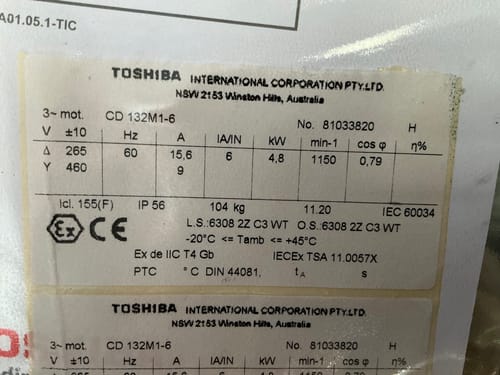 A01.05.1-TIC
TOSHIBA INTERNATIONAL CORPORATION PTY.LTD.
NSW 2153 Winston Hills, Australia
3~ mot. CD 132M1-6 No. 81033820 H
V ±10 Hz A IA/IN kW min-1 cos φ η%
Δ 265 60 15,6 6 4,8 1150 0,79
Y 460 9
Icl. 155(F) IP 56 104 kg 11.20 IEC 60034
L.S.:6308 2Z C3 WT O.S.:6308 2Z C3 WT
Ex CE -20°C <= Tamb <= +45°C
Ex de IIC T4 Gb IECEx TSA 11.0057X
PTC °C DIN 44081, tA s
TOSHIBA INTERNATIONAL CORPORATION PTY.LTD.
NSW 2153 Winston Hills, Australia
3~ mot. CD 132M1-6 No. 81033820 H
V ±10 Hz A IA/IN kW min-1 cos φ η%